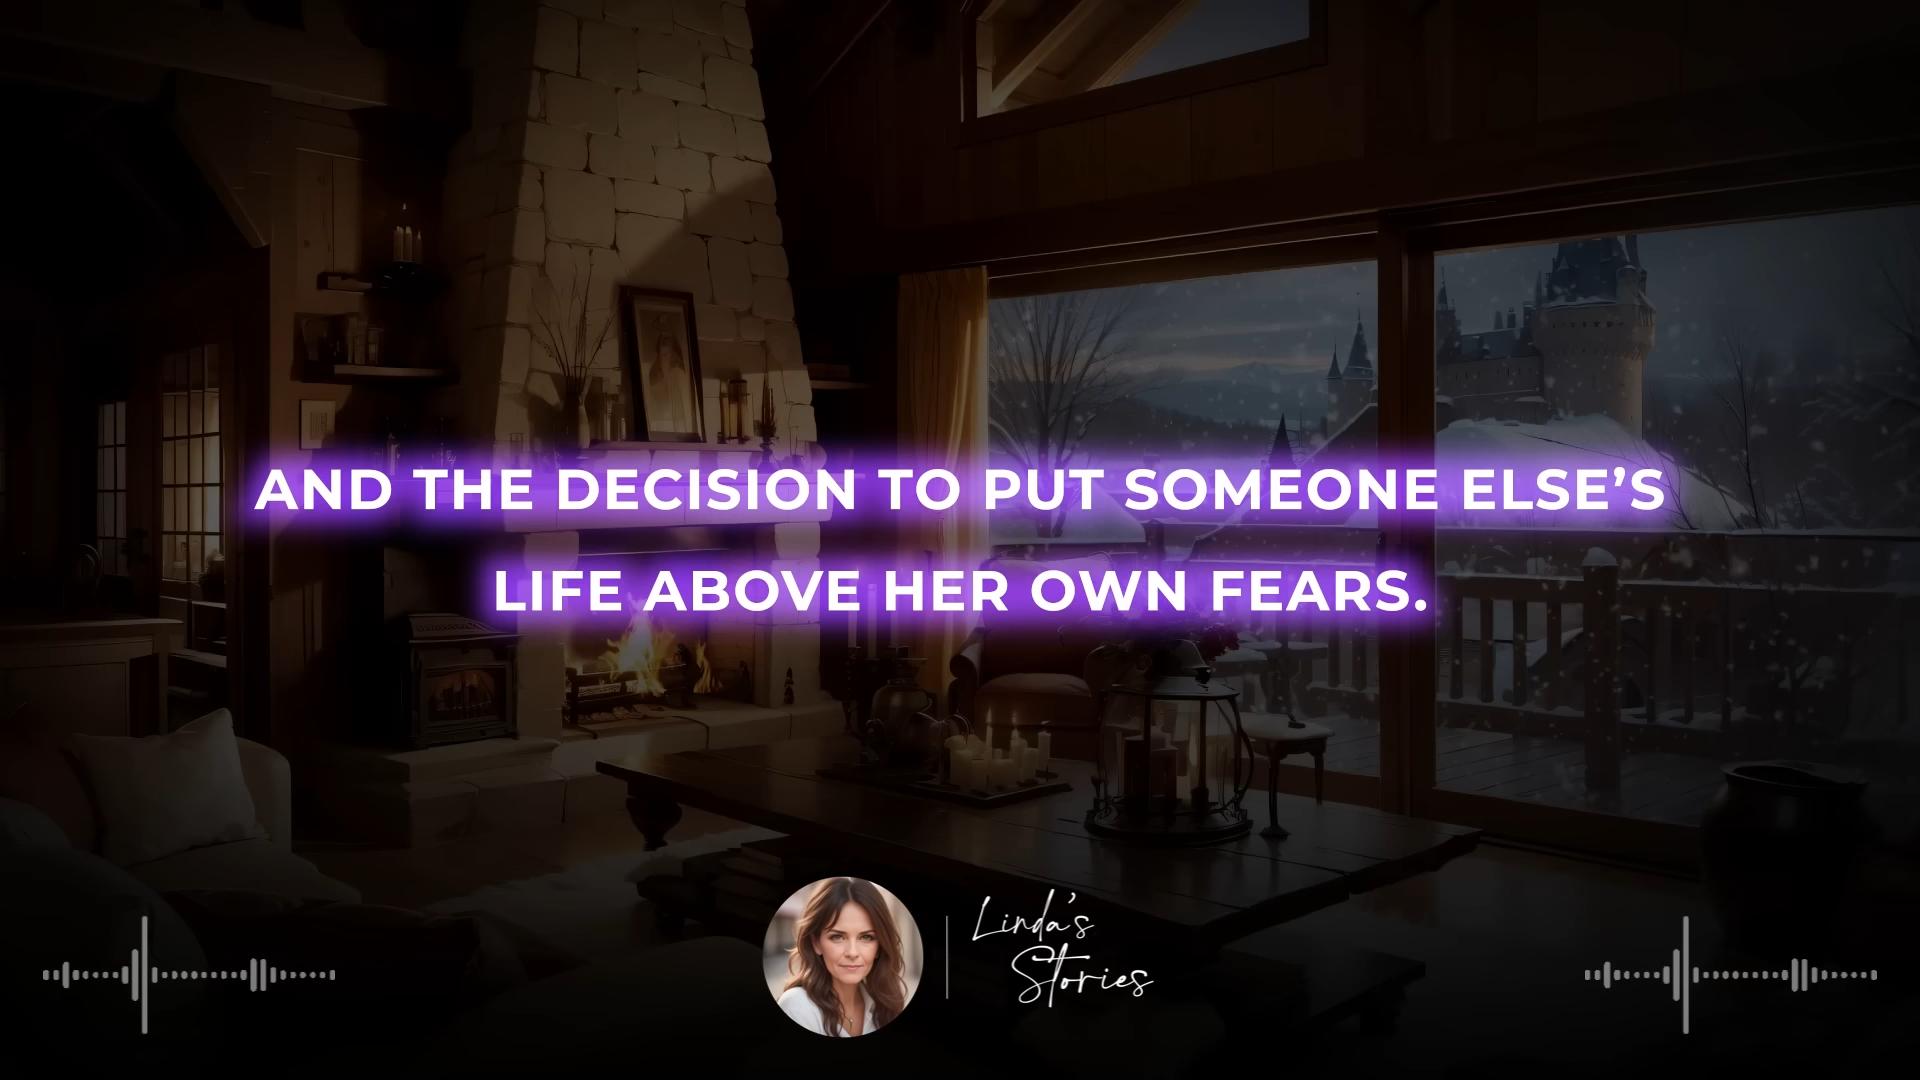 AND THE DECISION TO PUT SOMEONE ELSE’S
LIFE ABOVE HER OWN FEARS.
Linda’s
Stories